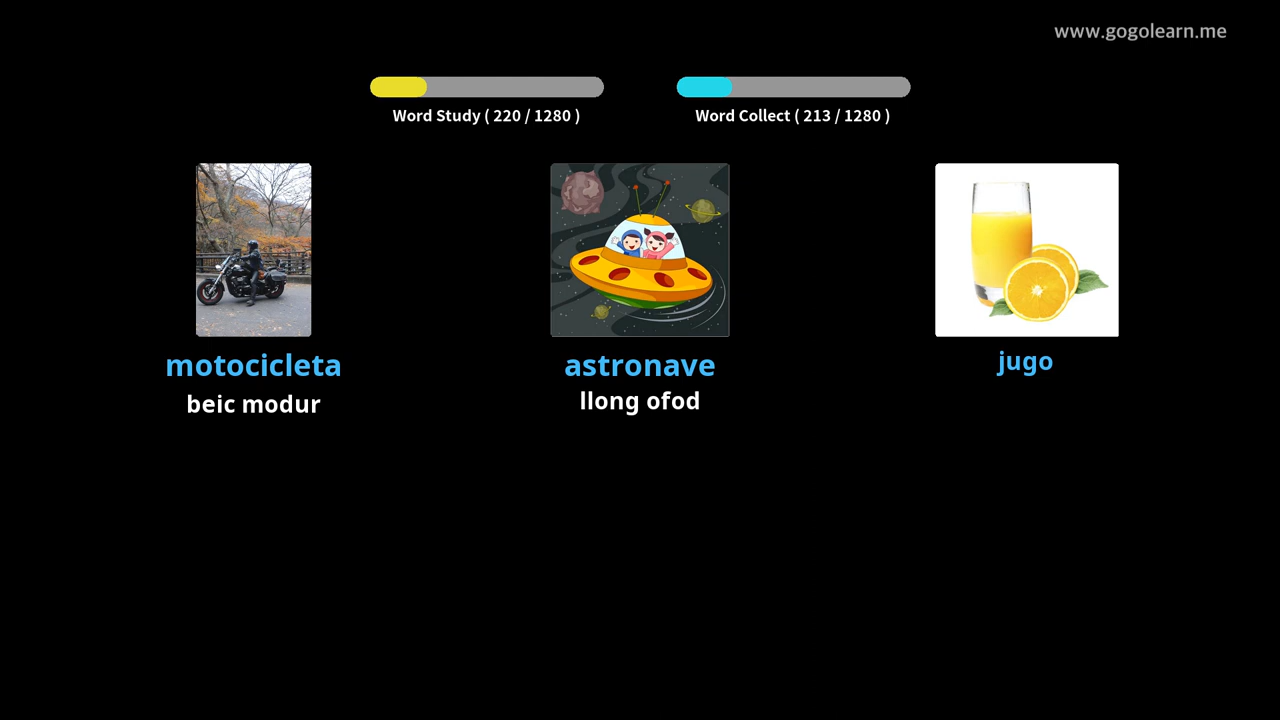 www.gogolearn.me
Word Study ( 220 / 1280 )
Word Collect ( 213 / 1280 )
motocicleta
beic modur
astronave
llong ofod
jugo